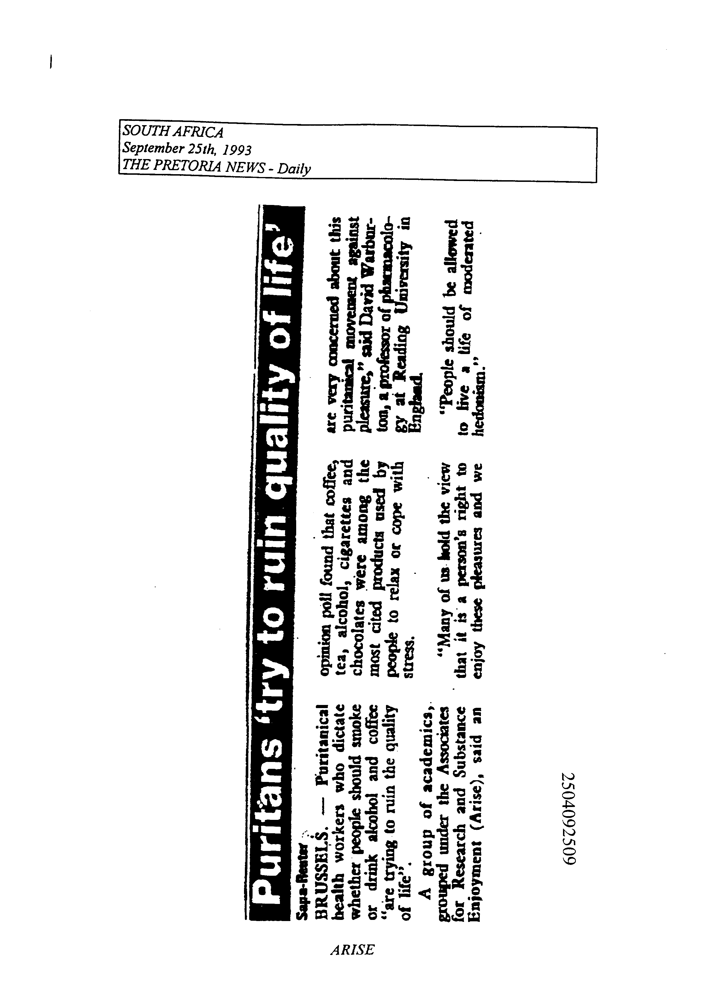 SOUTH AFRICA
September 25th, 1993
THE PRETORIA NEWS - Daily
Puritans ‘try to ruin quality of life’
Sapa-Reuter
BRUSSELS. — Puritanical
health workers who dictate
whether people should smoke
or drink alcohol and coffee
“are trying to ruin the quality
of life”.
A group of academics,
grouped under the Associates
for Research and Substance
Enjoyment (Arise), said an
opinion poll found that coffee,
tea, alcohol, cigarettes and
chocolates were among the
most cited products used by
people to relax or cope with
stress.
“Many of us hold the view
that it is a person's right to
enjoy these pleasures and we
are very concerned about this
puritanical movement against
pleasure,” said David Warbur-
ton, a professor of pharmacolo-
gy at Reading University in
England.
“People should be allowed
to live a life of moderated
hedonism.”
2504092509
ARISE